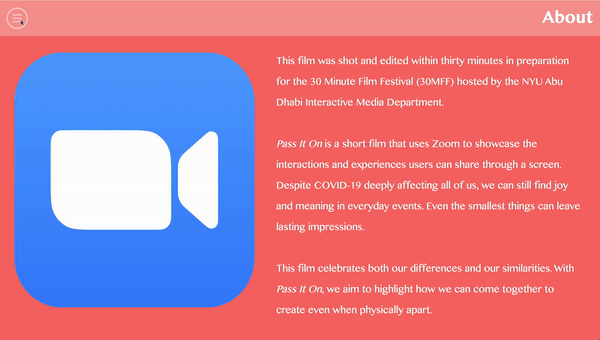 About
This film was shot and edited within thirty minutes in preparation
for the 30 Minute Film Festival (30MFF) hosted by the NYU Abu
Dhabi Interactive Media Department.
Pass It On is a short film that uses Zoom to showcase the
interactions and experiences users can share through a screen.
Despite COVID-19 deeply affecting all of us, we can still find joy
and meaning in everyday events. Even the smallest things can leave
lasting impressions.
This film celebrates both our differences and our similarities. With
Pass It On, we aim to highlight how we can come together to
create even when physically apart.